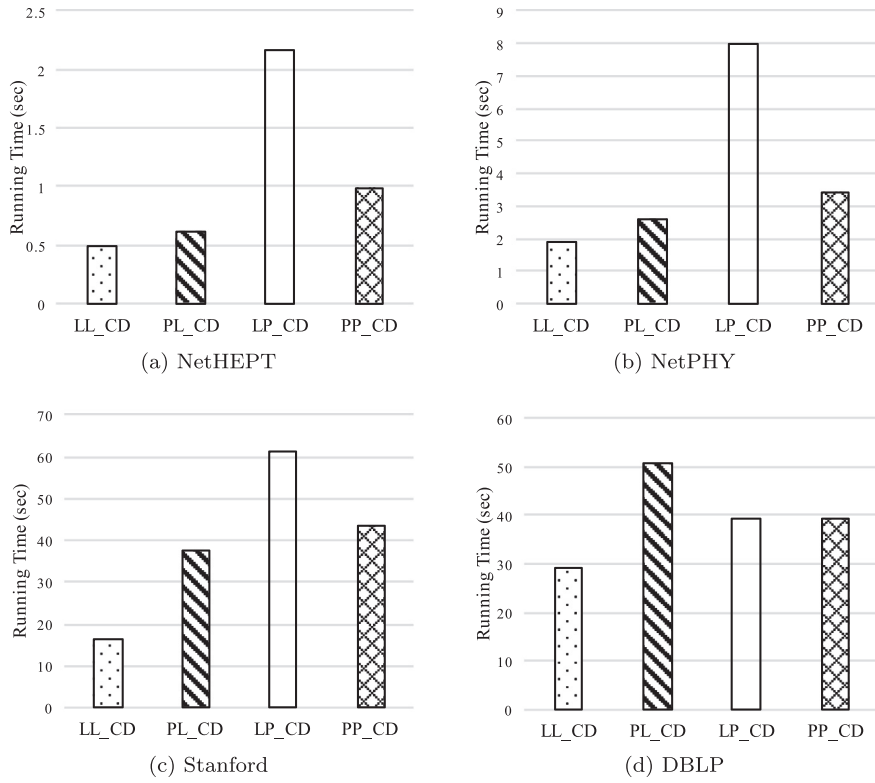 2.5
2
1.5
1
0.5
0
Running Time (sec)
LL_CD PL_CD LP_CD PP_CD
(a) NetHEPT
9
8
7
6
5
4
3
2
1
0
Running Time (sec)
LL_CD PL_CD LP_CD PP_CD
(b) NetPHY
70
60
50
40
30
20
10
0
Running Time (sec)
LL_CD PL_CD LP_CD PP_CD
(c) Stanford
60
50
40
30
20
10
0
Running Time (sec)
LL_CD PL_CD LP_CD PP_CD
(d) DBLP